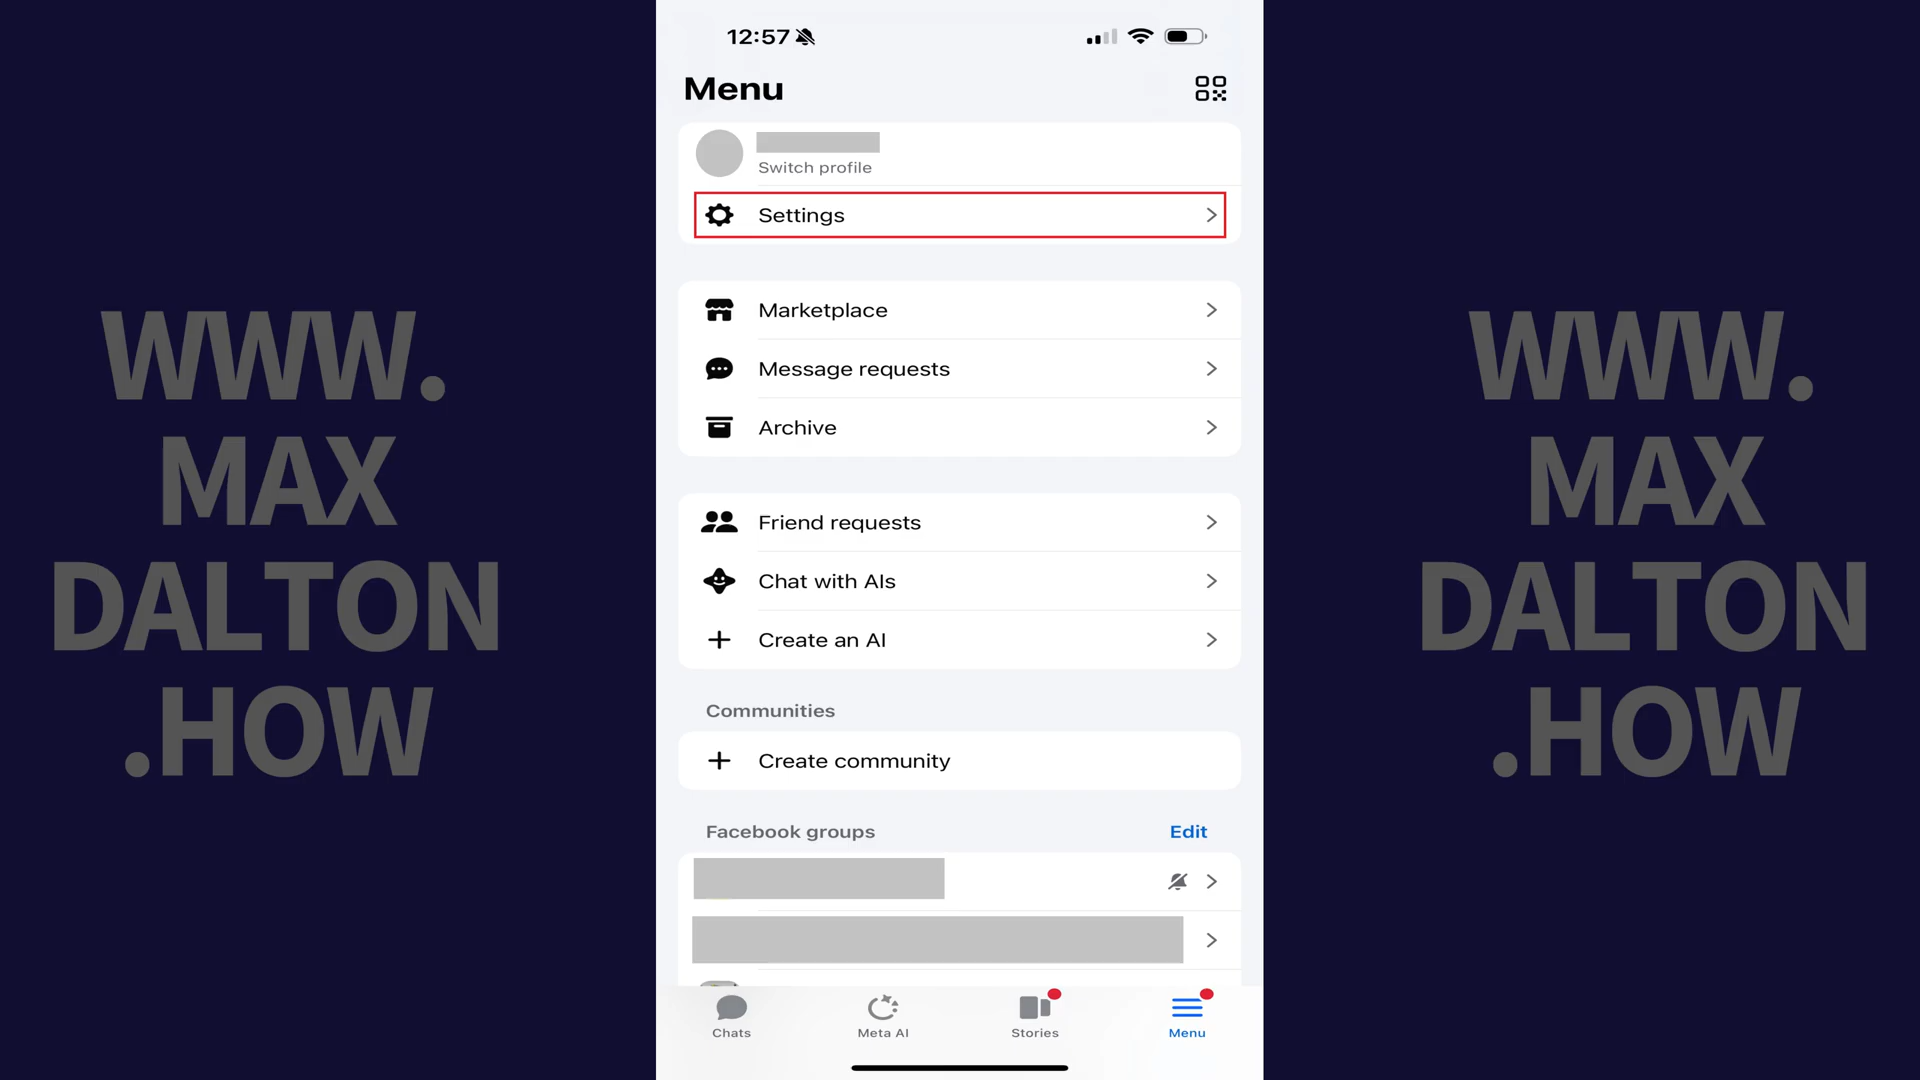 12:57
Menu
Switch profile
Settings
Marketplace
Message requests
Archive
Friend requests
Chat with AIs
Create an AI
Communities
Create community
Facebook groups
Edit
Chats
Meta AI
Stories
Menu
WWW.
MAX
DALTON
.HOW
WWW.
MAX
DALTON
.HOW